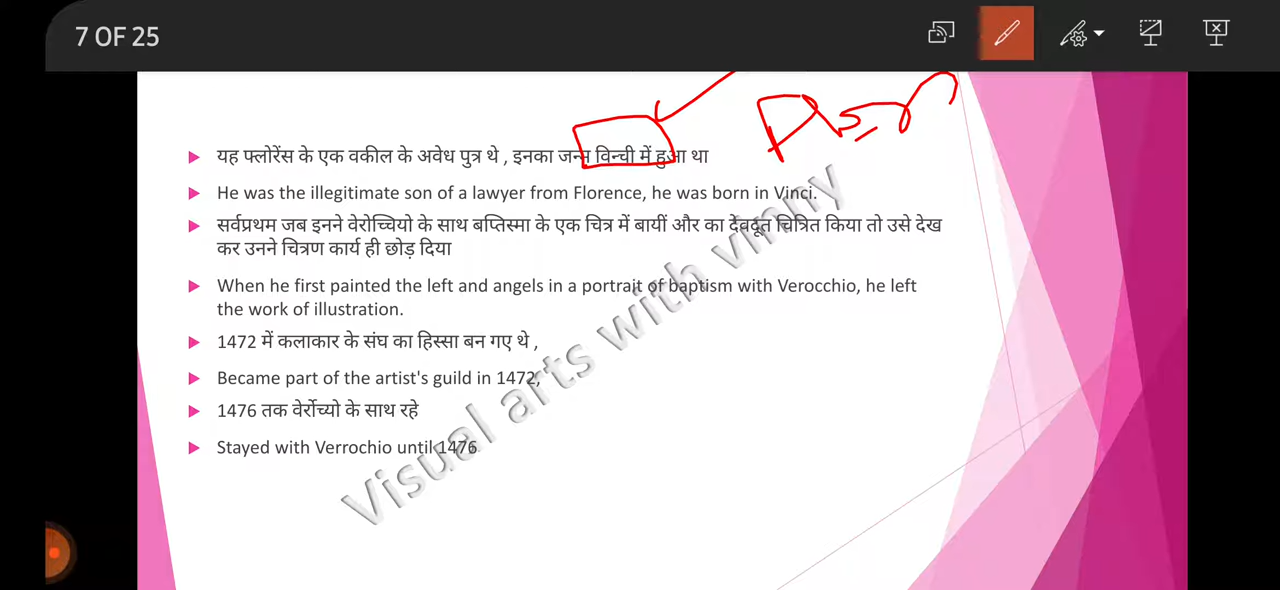 7 OF 25
यह फ्लोरेंस के एक वकील के अवेध पुत्र थे , इनका जन्म विन्ची में हुआ था
He was the illegitimate son of a lawyer from Florence, he was born in Vinci.
सर्वप्रथम जब इनने वेरोच्चियो के साथ बप्तिस्मा के एक चित्र में बायीं और का देवदूत चित्रित किया तो उसे देख
कर उनने चित्रण कार्य ही छोड़ दिया
When he first painted the left and angels in a portrait of baptism with Verocchio, he left
the work of illustration.
1472 में कलाकार के संघ का हिस्सा बन गए थे ,
Became part of the artist's guild in 1472,
1476 तक वेर्रोच्यो के साथ रहे
Stayed with Verrochio until 1476
Visual arts with vinny